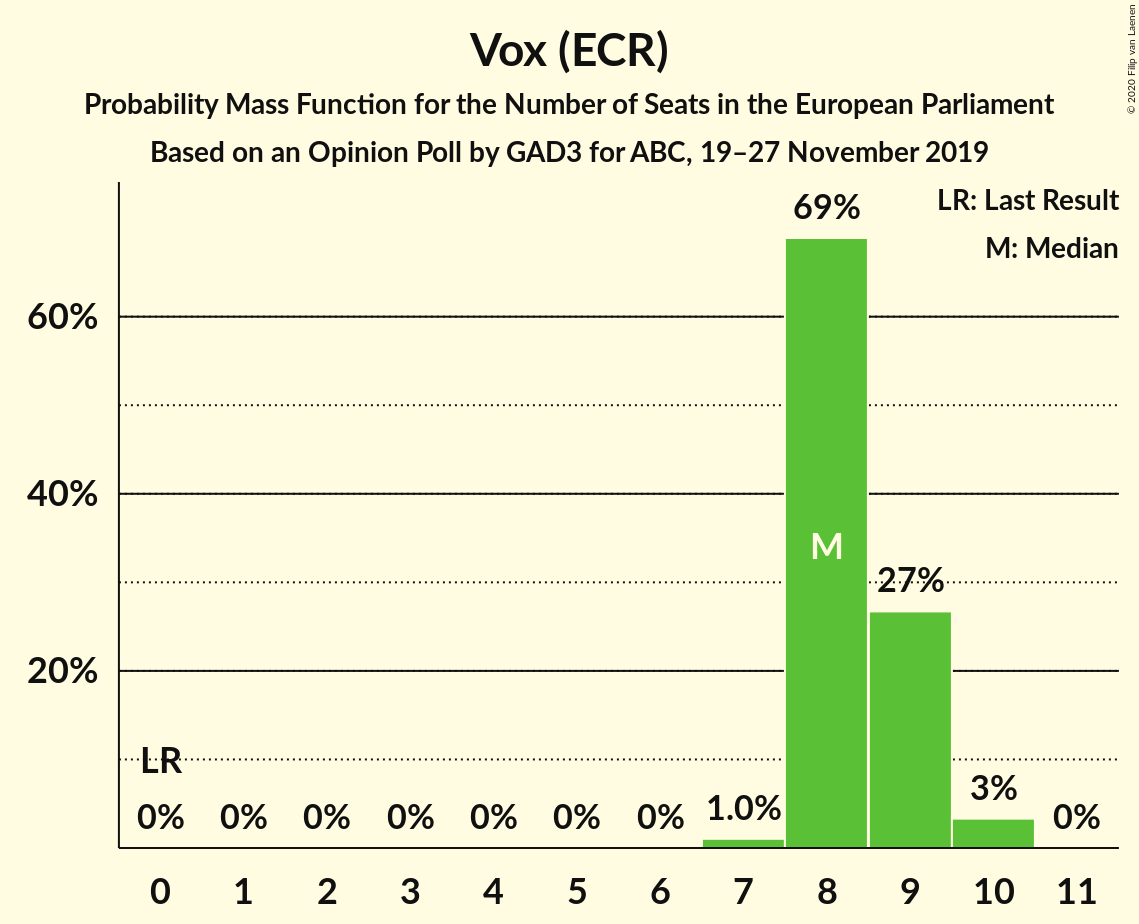 Vox (ECR)
Probability Mass Function for the Number of Seats in the European Parliament
Based on an Opinion Poll by GAD3 for ABC, 19–27 November 2019
© 2020 Filip van Laenen
LR: Last Result
M: Median
69%
60%
40%
M
27%
20%
LR
0% 0% 0% 0% 0% 0% 0% 1.0% 3% 0%
0 1 2 3 4 5 6 7 8 9 10 11